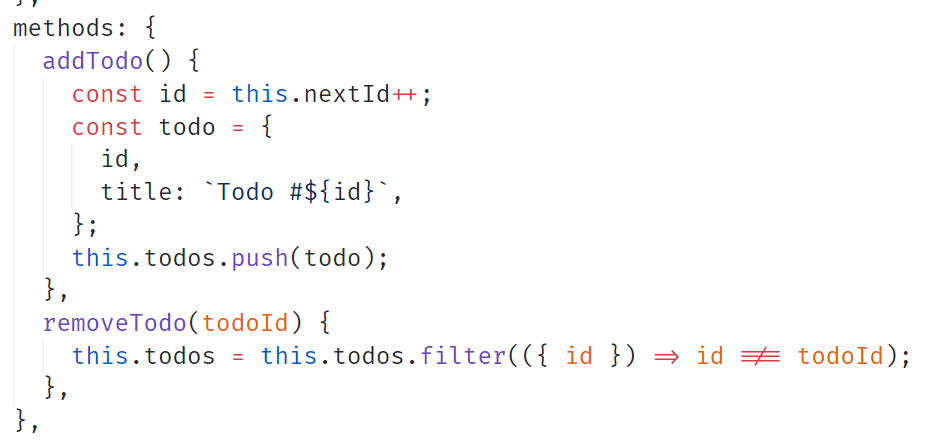 },
methods: {
  addTodo() {
    const id = this.nextId++;
    const todo = {
      id,
      title: `Todo #${id}`,
    };
    this.todos.push(todo);
  },
  removeTodo(todoId) {
    this.todos = this.todos.filter(({ id }) => id !== todoId);
  },
},